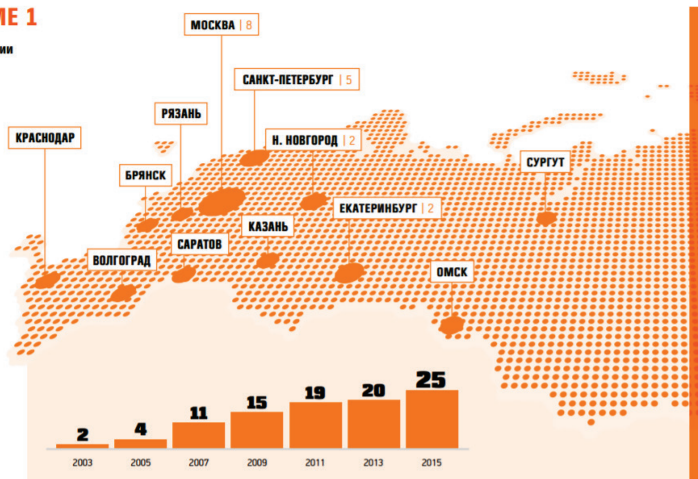 МЕ 1
ии
МОСКВА | 8
САНКТ-ПЕТЕРБУРГ | 5
РЯЗАНЬ
КРАСНОДАР
Н. НОВГОРОД | 2
СУРГУТ
БРЯНСК
ЕКАТЕРИНБУРГ | 2
КАЗАНЬ
САРАТОВ
ВОЛГОГРАД
ОМСК
2 4 11 15 19 20 25
2003 2005 2007 2009 2011 2013 2015